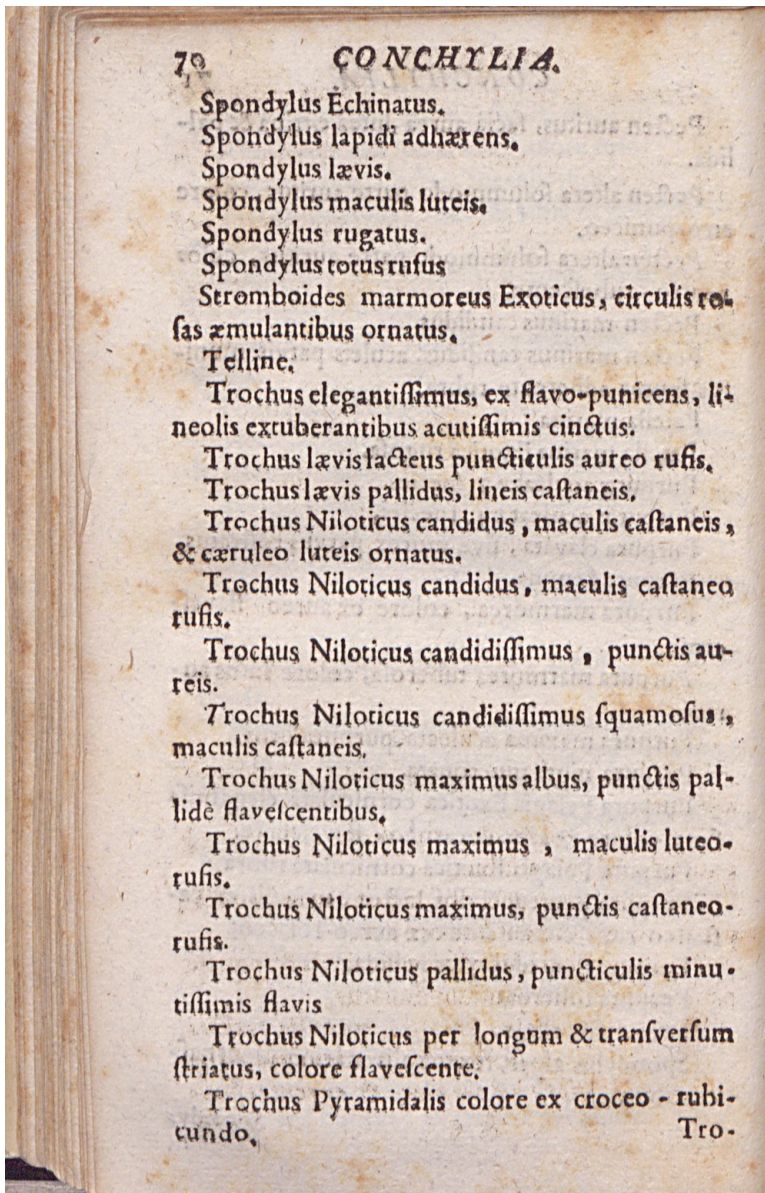 70 CONCHYLIA.
Spondylus Echinatus.
Spondylus lapidi adhærens.
Spondylus lævis.
Spondylus maculis luteis.
Spondylus rugatus.
Spondylus totus rufus
Stromboides marmoreus Exoticus, circulis ro-
ſas æmulantibus ornatus.
Telline.
Trochus elegantiſſimus, ex flavo-punicens, li-
neolis extuberantibus acutiſſimis cinctus.
Trochus lævis lacteus puncticulis aureo rufis.
Trochus lævis pallidus, lineis caſtaneis.
Trochus Niloticus candidus, maculis caſtaneis,
& cæruleo luteis ornatus.
Trochus Niloticus candidus, maculis caſtaneo
rufis.
Trochus Niloticus candidiſſimus, punctis au-
reis.
Trochus Niloticus candidiſſimus ſquamoſus,
maculis caſtaneis.
Trochus Niloticus maximus albus, punctis pal-
lidè flaveſcentibus.
Trochus Niloticus maximus, maculis luteo-
rufis.
Trochus Niloticus maximus, punctis caſtaneo-
rufis.
Trochus Niloticus pallidus, puncticulis minu-
tiſſimis flavis
Trochus Niloticus per longum & tranſverſum
ſtriatus, colore flaveſcente.
Trochus Pyramidalis colore ex croceo-rubi-
cundo. Tro-